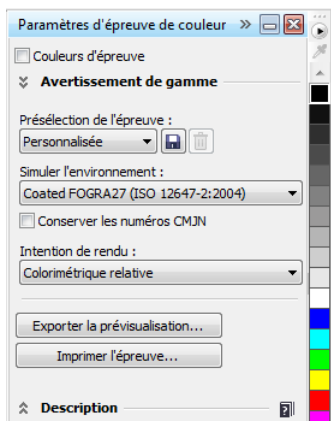 Paramètres d'épreuve de couleur
Couleurs d'épreuve
Avertissement de gamme
Présélection de l'épreuve :
Personnalisée
Simuler l'environnement :
Coated FOGRA27 (ISO 12647-2:2004)
Conserver les numéros CMJN
Intention de rendu :
Colorimétrique relative
Exporter la prévisualisation...
Imprimer l'épreuve...
Description